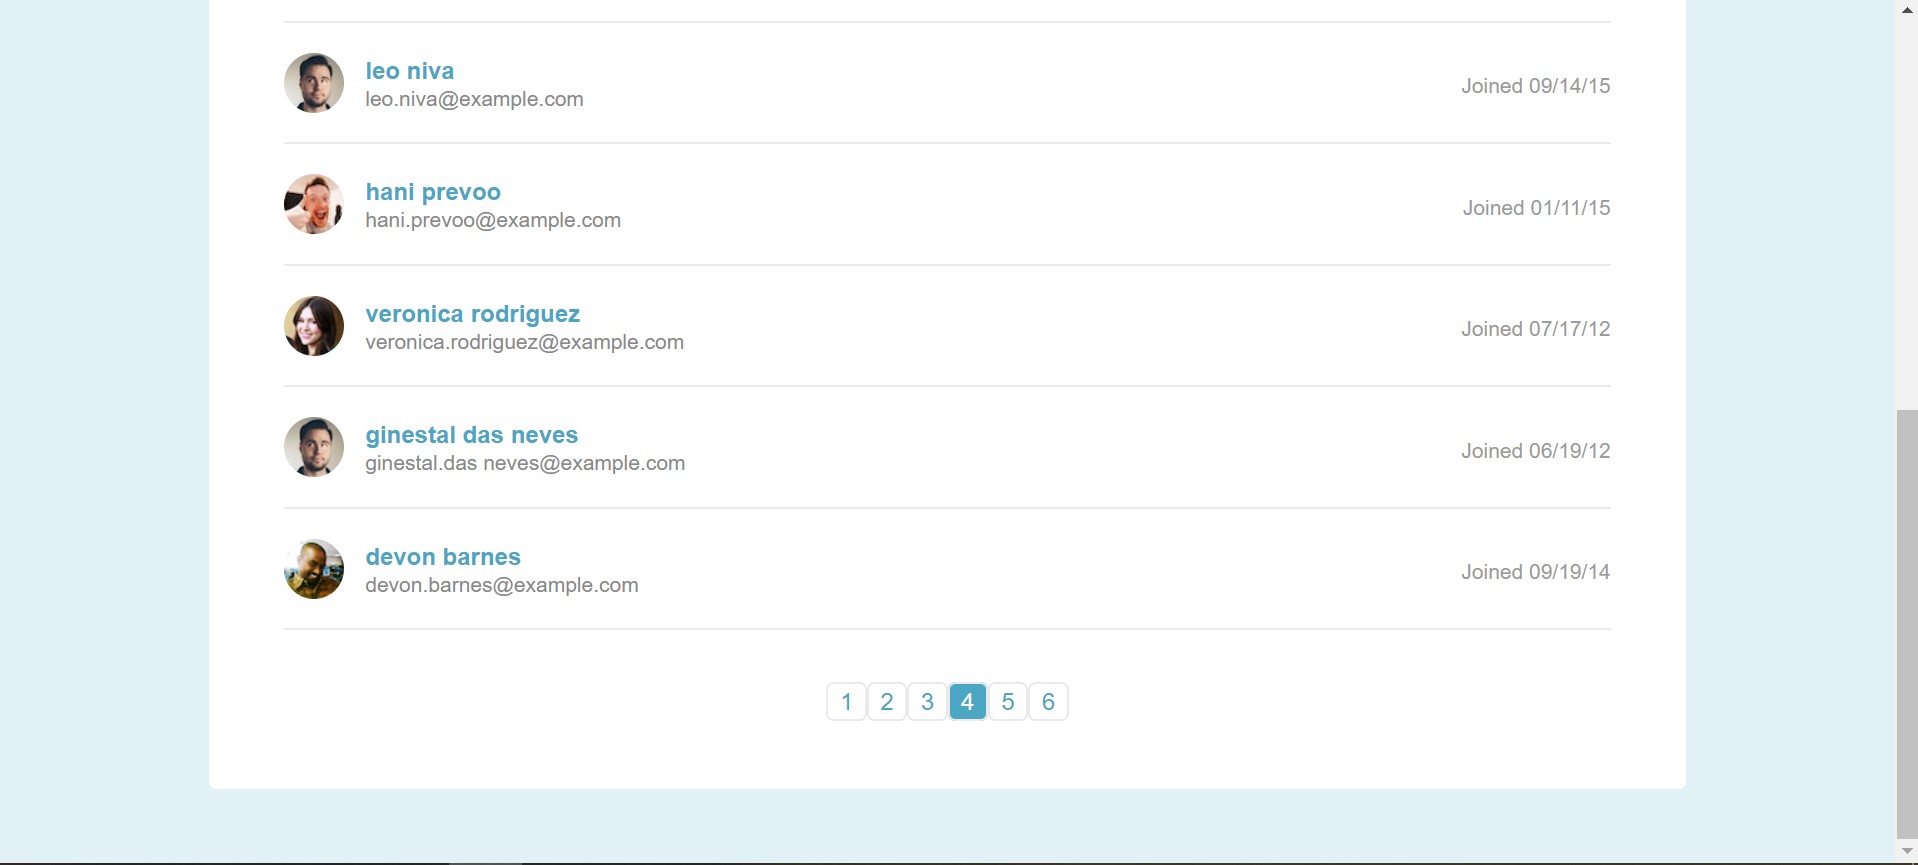 leo niva
leo.niva@example.com
Joined 09/14/15
hani prevoo
hani.prevoo@example.com
Joined 01/11/15
veronica rodriguez
veronica.rodriguez@example.com
Joined 07/17/12
ginestal das neves
ginestal.das neves@example.com
Joined 06/19/12
devon barnes
devon.barnes@example.com
Joined 09/19/14
1 2 3 4 5 6